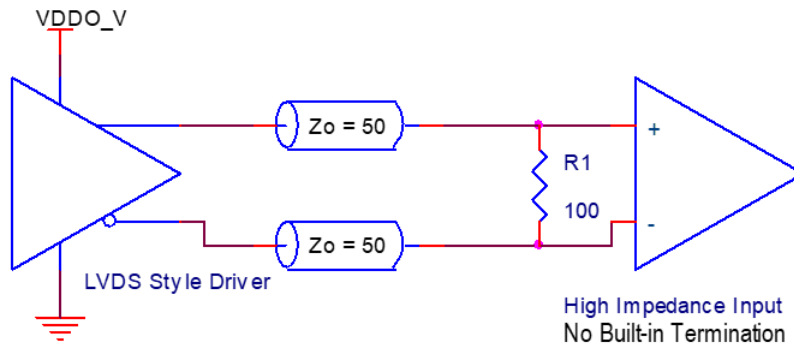 VDDO_V
Zo = 50
+
R1
100
Zo = 50
-
LVDS Style Driver
High Impedance Input
No Built-in Termination